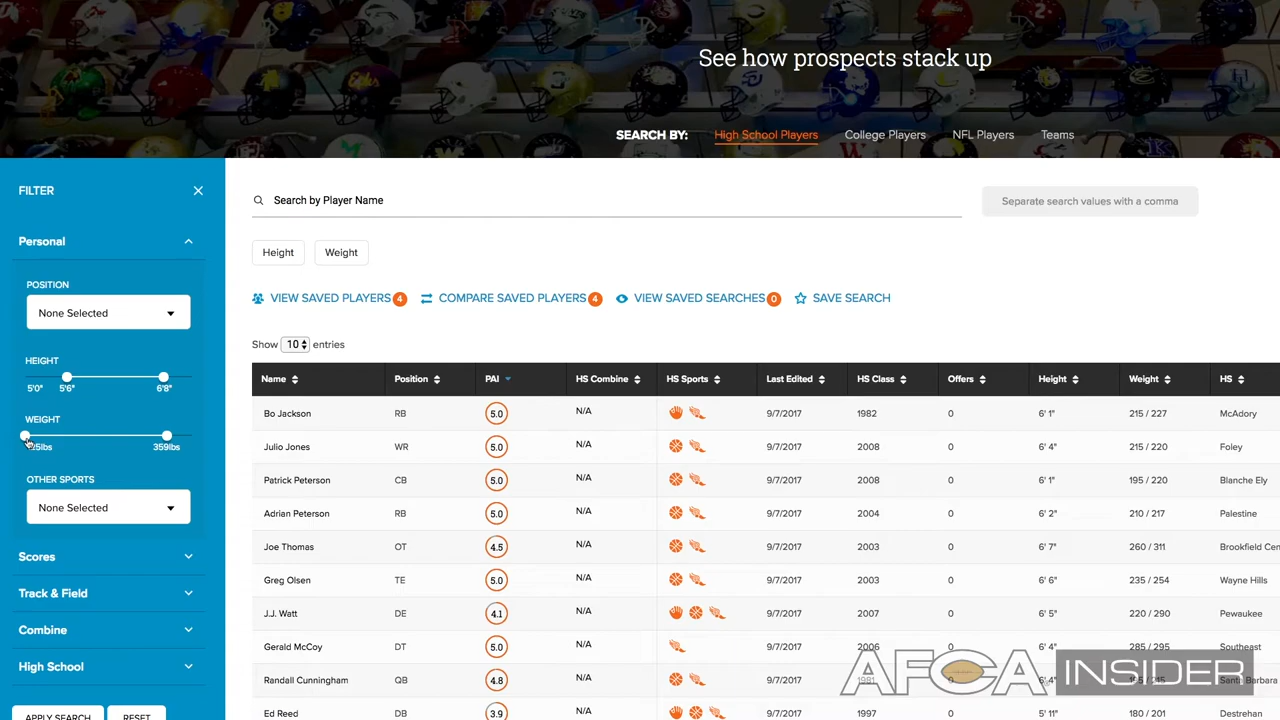 See how prospects stack up
SEARCH BY: High School Players College Players NFL Players Teams
FILTER
Personal
POSITION
None Selected
HEIGHT
5'0" 5'6" 6'8"
WEIGHT
25lbs 359lbs
OTHER SPORTS
None Selected
Scores
Track & Field
Combine
High School
APPLY SEARCH RESET
Search by Player Name
Separate search values with a comma
Height Weight
VIEW SAVED PLAYERS 4 COMPARE SAVED PLAYERS 4 VIEW SAVED SEARCHES 0 SAVE SEARCH
Show 10 entries
Name Position PAI HS Combine HS Sports Last Edited HS Class Offers Height Weight HS
Bo Jackson RB 5.0 N/A 9/7/2017 1982 0 6' 1" 215 / 227 McAdory
Julio Jones WR 5.0 N/A 9/7/2017 2008 0 6' 4" 215 / 220 Foley
Patrick Peterson CB 5.0 N/A 9/7/2017 2008 0 6' 1" 195 / 220 Blanche Ely
Adrian Peterson RB 5.0 N/A 9/7/2017 2004 0 6' 2" 210 / 217 Palestine
Joe Thomas OT 4.5 N/A 9/7/2017 2003 0 6' 7" 260 / 311 Brookfield Cen
Greg Olsen TE 5.0 N/A 9/7/2017 2003 0 6' 6" 235 / 254 Wayne Hills
J.J. Watt DE 4.1 N/A 9/7/2017 2007 0 6' 5" 220 / 290 Pewaukee
Gerald McCoy DT 5.0 N/A 9/7/2017 2006 0 6' 4" 285 / 295 Southeast
Randall Cunningham QB 4.8 N/A 9/7/2017 1981 0 6' 4" Santa Barbara
Ed Reed DB 3.9 N/A 9/7/2017 1997 0 5' 11" 180 / 201 Destrehan
AFCA INSIDER